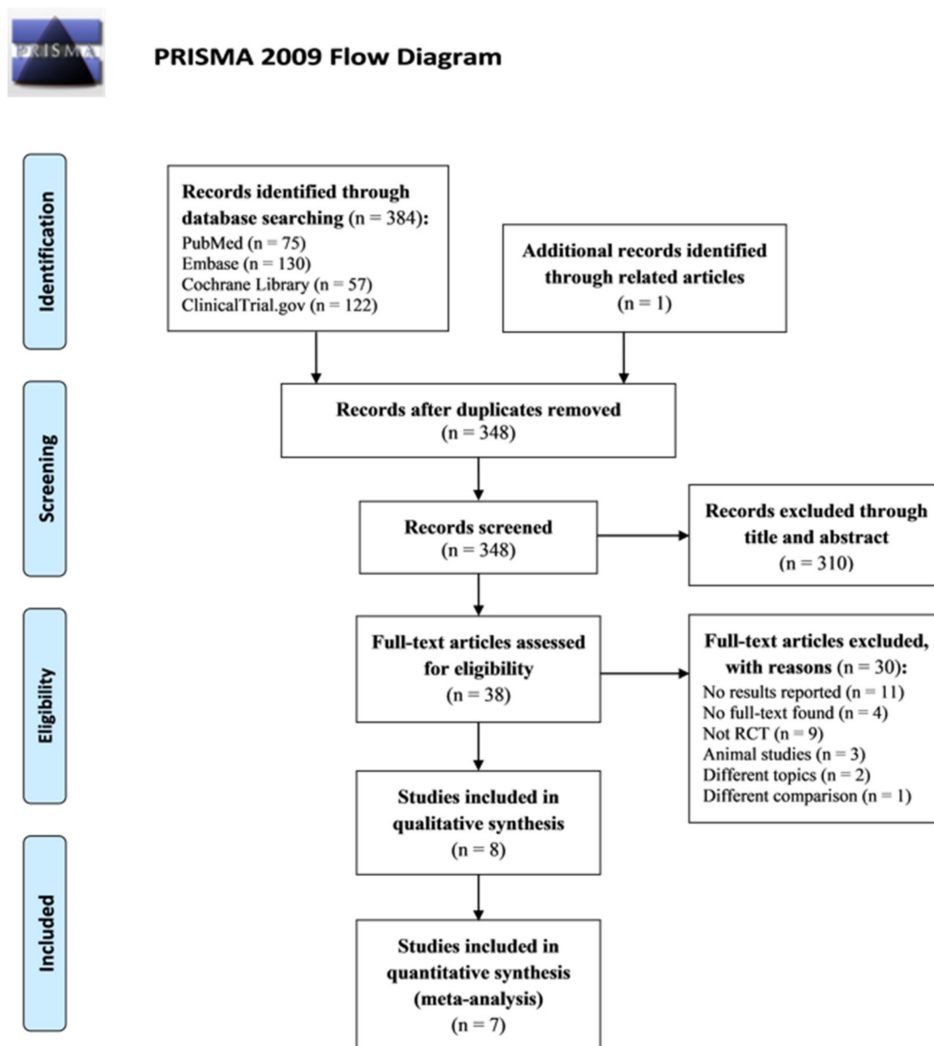 PRISMA
PRISMA 2009 Flow Diagram
Identification
Records identified through
database searching (n = 384):
PubMed (n = 75)
Embase (n = 130)
Cochrane Library (n = 57)
ClinicalTrial.gov (n = 122)
Additional records identified
through related articles
(n = 1)
Screening
Records after duplicates removed
(n = 348)
Records screened
(n = 348)
Records excluded through
title and abstract
(n = 310)
Eligibility
Full-text articles assessed
for eligibility
(n = 38)
Full-text articles excluded,
with reasons (n = 30):
No results reported (n = 11)
No full-text found (n = 4)
Not RCT (n = 9)
Animal studies (n = 3)
Different topics (n = 2)
Different comparison (n = 1)
Studies included in
qualitative synthesis
(n = 8)
Included
Studies included in
quantitative synthesis
(meta-analysis)
(n = 7)